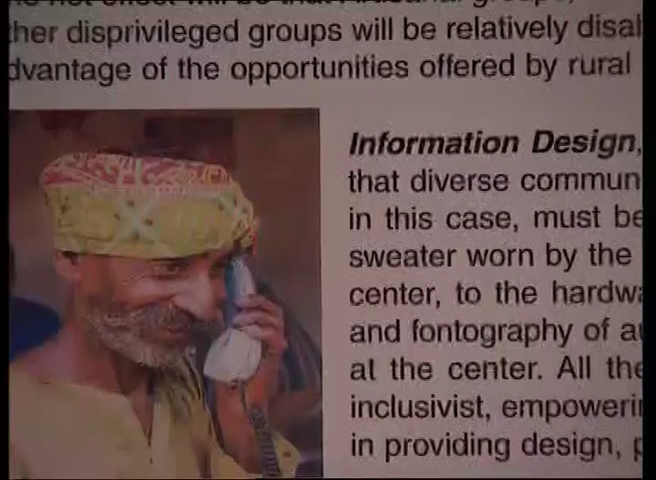 ther disprivileged groups will be relatively disa
dvantage of the opportunities offered by rural
Information Design,
that diverse commun
in this case, must be
sweater worn by the
center, to the hardwa
and fontography of a
at the center. All the
inclusivist, empowerin
in providing design, p